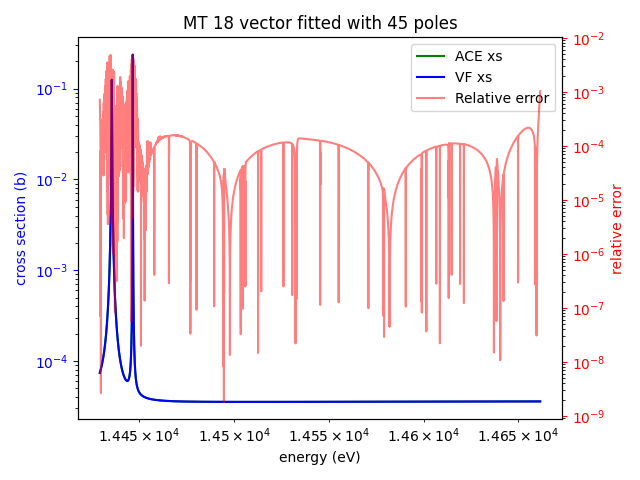 MT 18 vector fitted with 45 poles
ACE xs
VF xs
Relative error
cross section (b)
10⁻¹
10⁻²
10⁻³
10⁻⁴
10⁻²
10⁻³
10⁻⁴
10⁻⁵
10⁻⁶
10⁻⁷
10⁻⁸
10⁻⁹
relative error
1.445 × 10⁴ 1.45 × 10⁴ 1.455 × 10⁴ 1.46 × 10⁴ 1.465 × 10⁴
energy (eV)